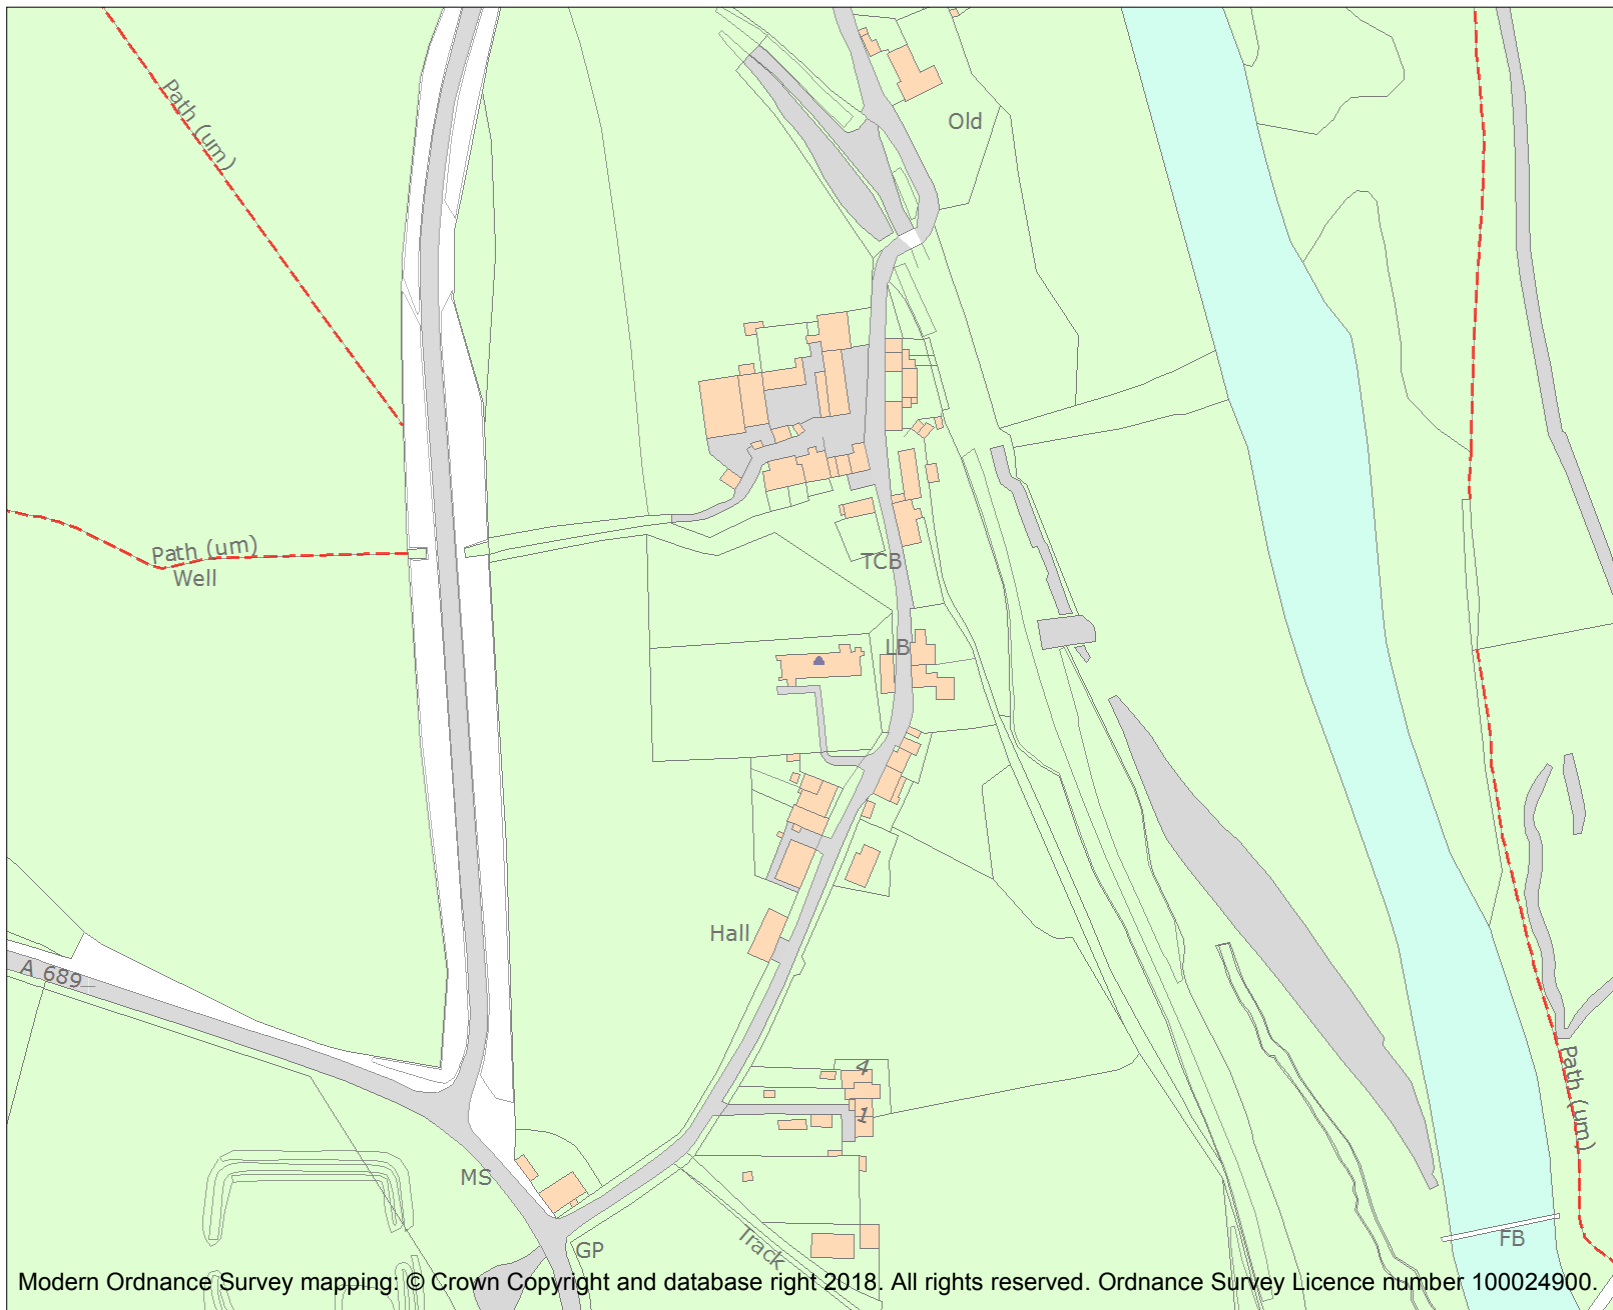 Path (um)
Old
Path (um)
Well
TCB
LB
Hall
A 689
4
1
Path (um)
MS
GP
Track
FB
Modern Ordnance Survey mapping: © Crown Copyright and database right 2018. All rights reserved. Ordnance Survey Licence number 100024900.